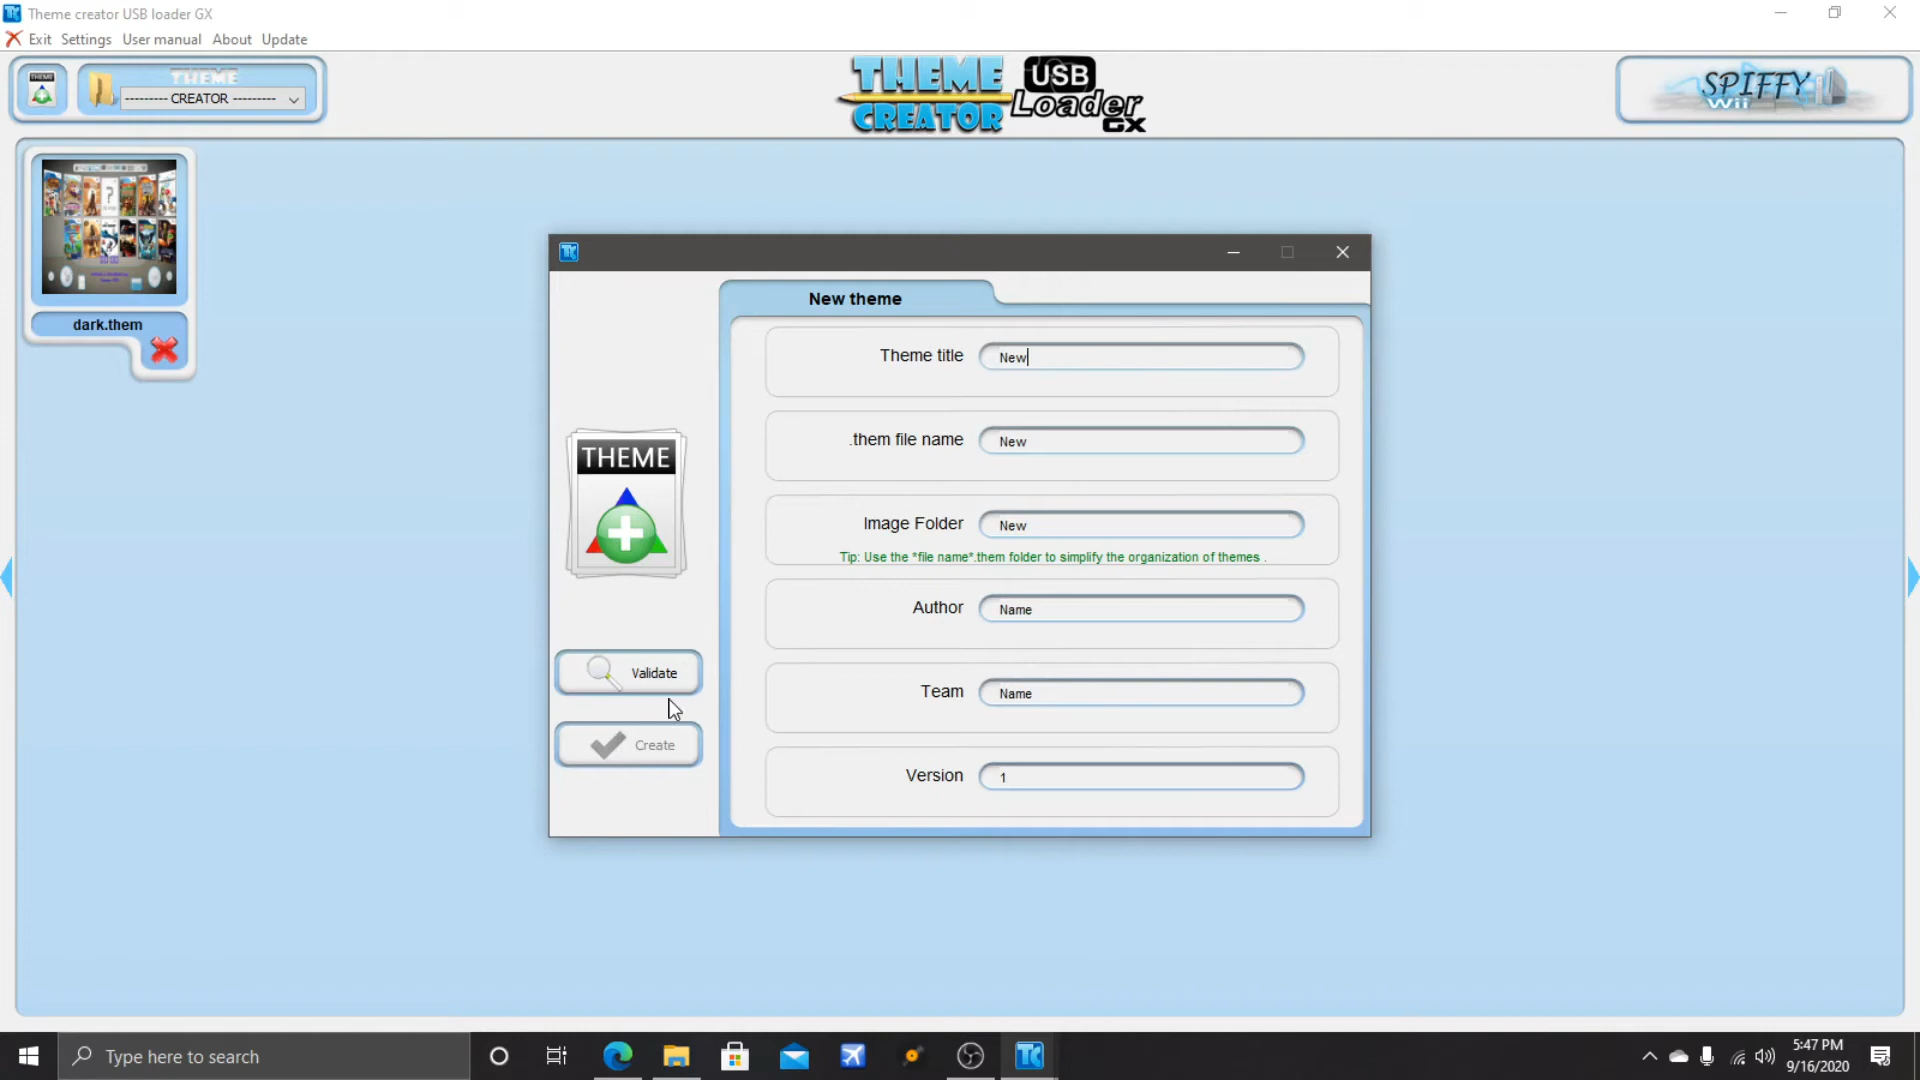 Theme creator USB loader GX
Exit Settings User manual About Update
THEME
THEME
--------- CREATOR ---------
THEME CREATOR USB Loader GX
SPIFFY Wii
dark.them
New theme
Theme title New
.them file name New
THEME
Image Folder New
Tip: Use the *file name*.them folder to simplify the organization of themes .
Author Name
Validate
Team Name
Create
Version 1
Type here to search
5:47 PM
9/16/2020